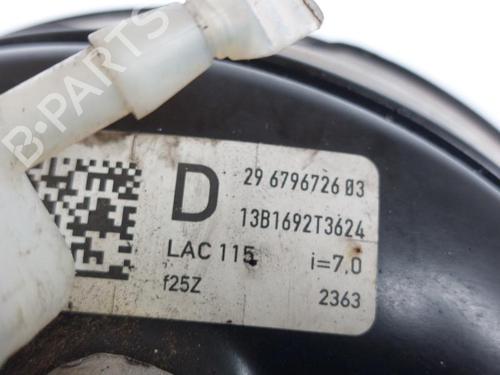 B-PARTS
D
29 6796726 03
13B1692T3624
LAC 115 i=7,0
f25Z 2363